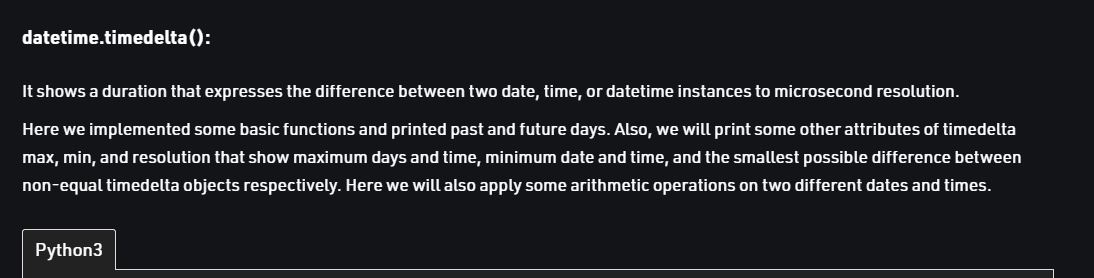 datetime.timedelta():
It shows a duration that expresses the difference between two date, time, or datetime instances to microsecond resolution.
Here we implemented some basic functions and printed past and future days. Also, we will print some other attributes of timedelta
max, min, and resolution that show maximum days and time, minimum date and time, and the smallest possible difference between
non-equal timedelta objects respectively. Here we will also apply some arithmetic operations on two different dates and times.
Python3